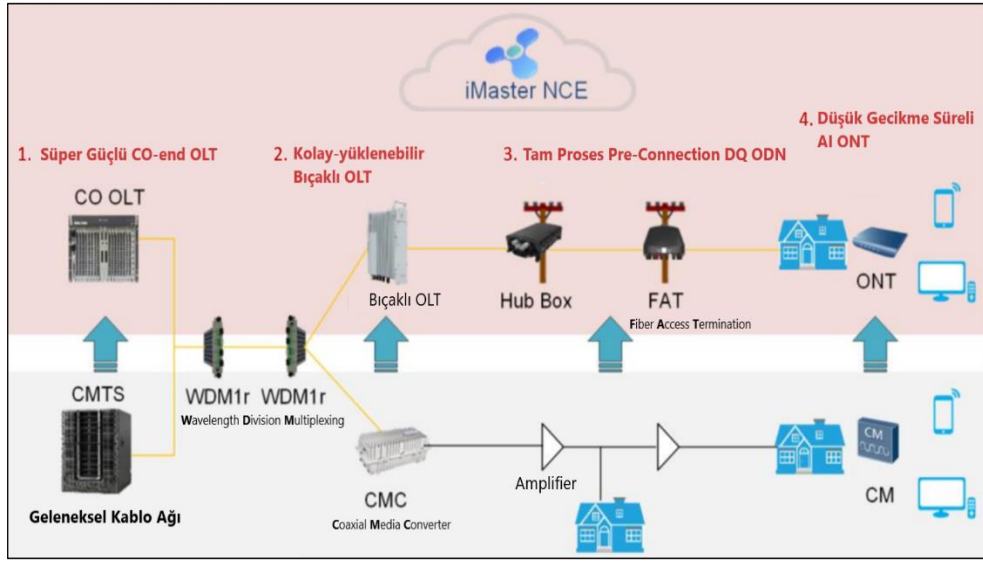 iMaster NCE
1. Süper Güçlü CO-end OLT
2. Kolay-yüklenebilir
Bıçaklı OLT
3. Tam Proses Pre-Connection DQ ODN
4. Düşük Gecikme Süreli
AI ONT
CO OLT
Bıçaklı OLT
Hub Box
FAT
Fiber Access Termination
ONT
CMTS
WDM1r WDM1r
Wavelength Division Multiplexing
Geleneksel Kablo Ağı
CMC
Coaxial Media Converter
Amplifier
CM
CM